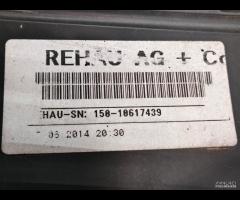 REHAU AG + Co
HAU-SN: 150-10617439
06 2014 20:30